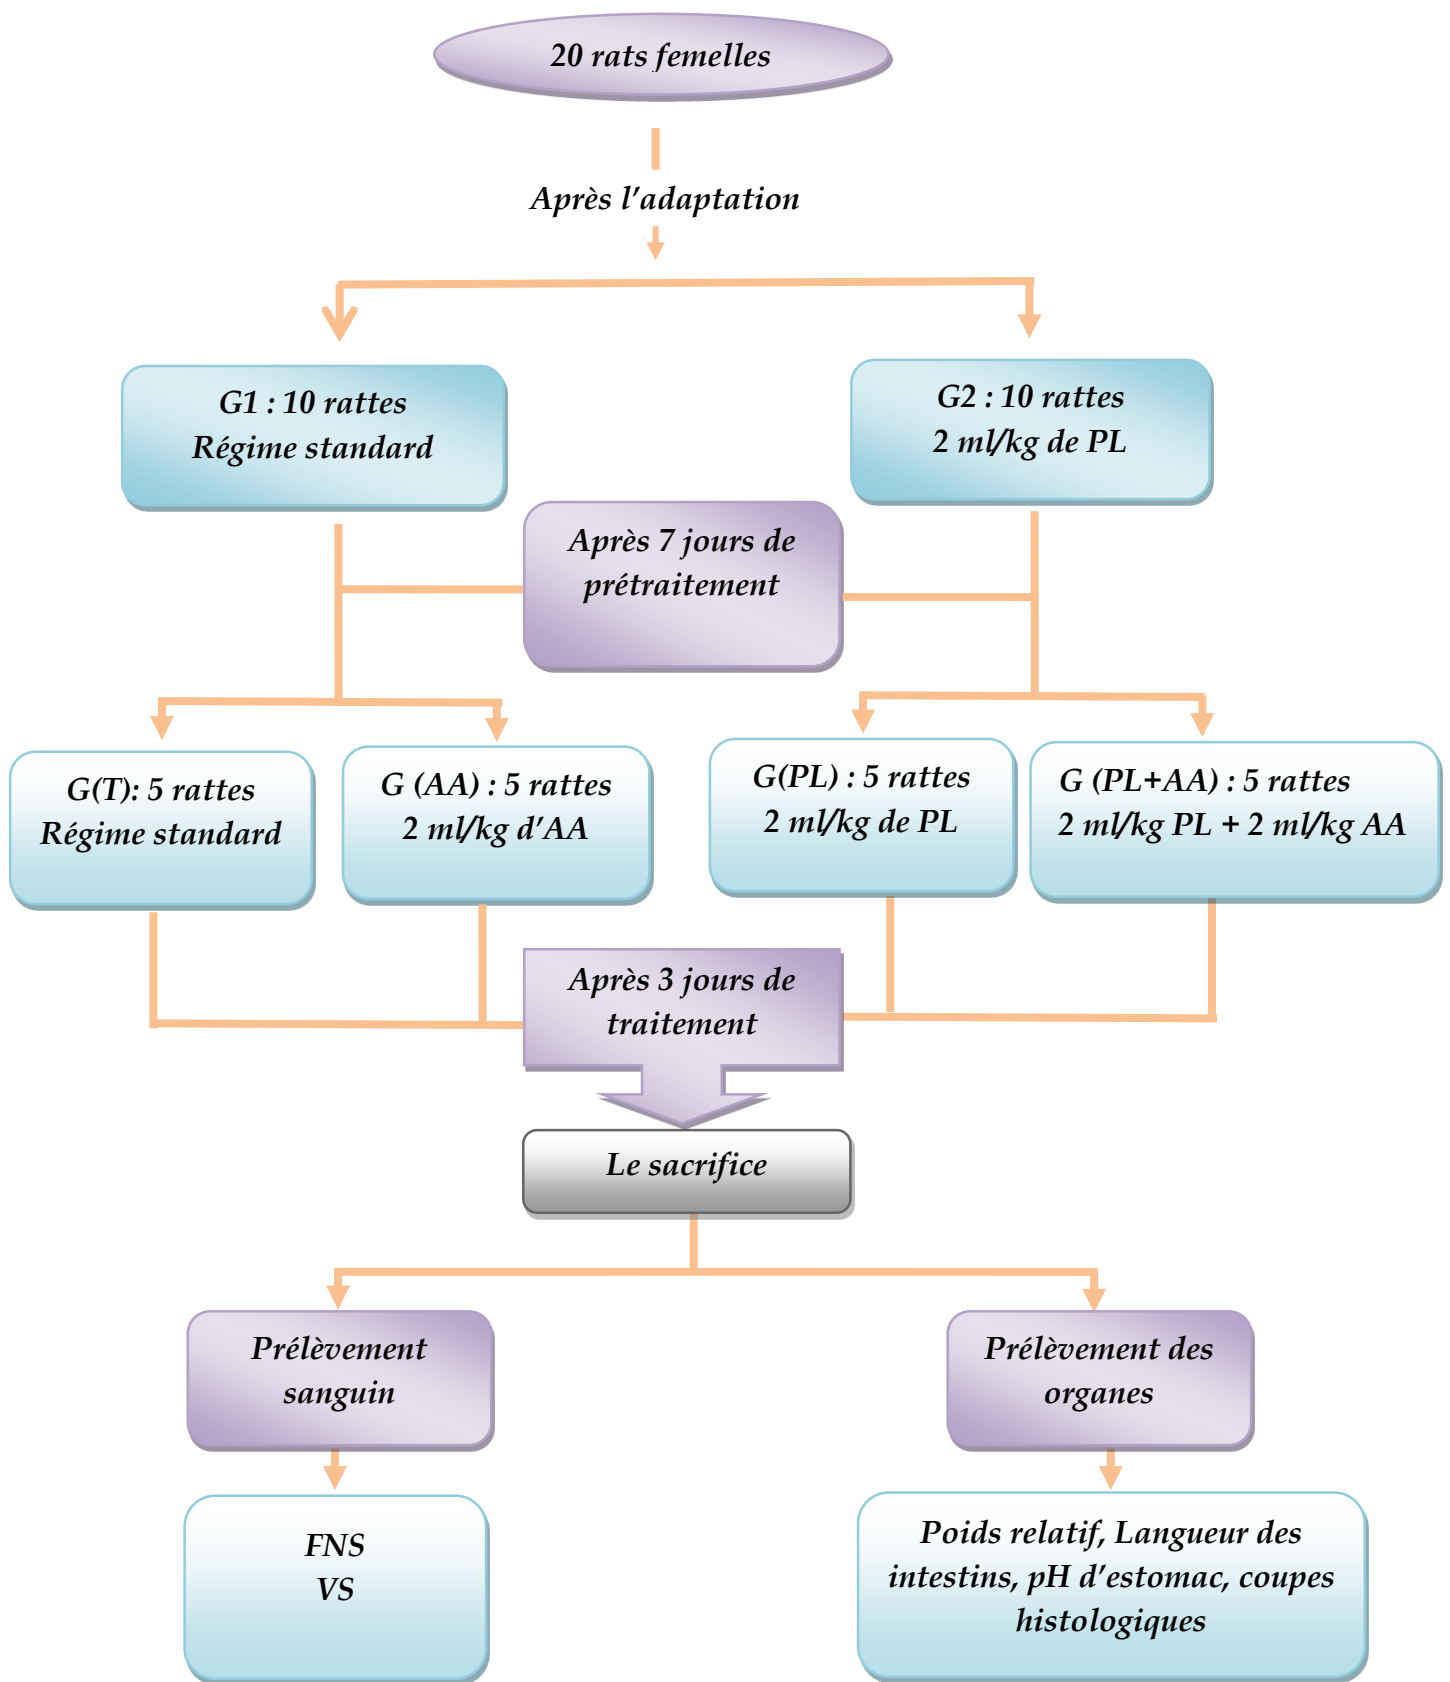 20 rats femelles
Après l’adaptation
G1 : 10 rattes
Régime standard
G2 : 10 rattes
2 ml/kg de PL
Après 7 jours de
prétraitement
G(T): 5 rattes
Régime standard
G (AA) : 5 rattes
2 ml/kg d’AA
G(PL) : 5 rattes
2 ml/kg de PL
G (PL+AA) : 5 rattes
2 ml/kg PL + 2 ml/kg AA
Après 3 jours de
traitement
Le sacrifice
Prélèvement
sanguin
Prélèvement des
organes
FNS
VS
Poids relatif, Langueur des
intestins, pH d’estomac, coupes
histologiques